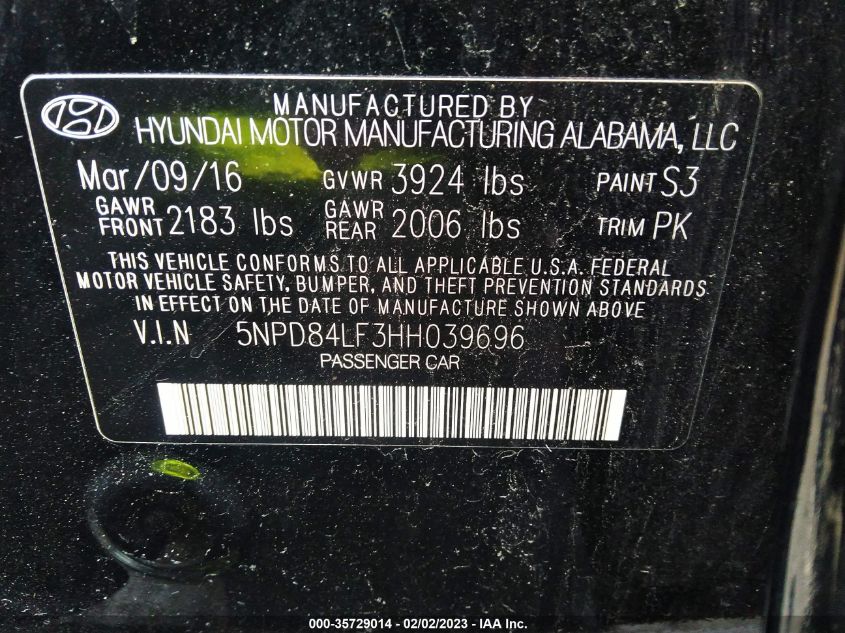 MANUFACTURED BY
HYUNDAI MOTOR MANUFACTURING ALABAMA, LLC
Mar/09/16 GVWR 3924 lbs PAINT S3
GAWR FRONT 2183 lbs GAWR REAR 2006 lbs TRIM PK
THIS VEHICLE CONFORMS TO ALL APPLICABLE U.S.A. FEDERAL
MOTOR VEHICLE SAFETY, BUMPER, AND THEFT PREVENTION STANDARDS
IN EFFECT ON THE DATE OF MANUFACTURE SHOWN ABOVE
V.I.N 5NPD84LF3HH039696
PASSENGER CAR
000-35729014 - 02/02/2023 - IAA Inc.